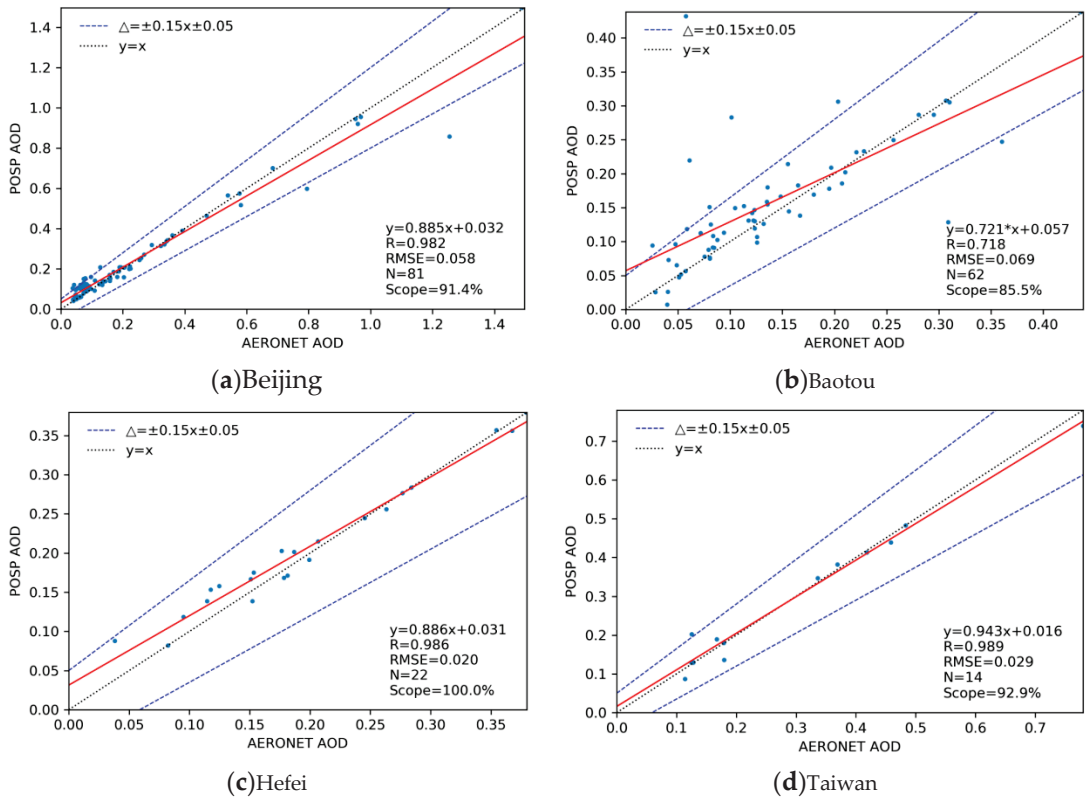 △=±0.15x±0.05
y=x
POSP AOD
1.4
1.2
1.0
0.8
0.6
0.4
0.2
0.0
y=0.885x+0.032
R=0.982
RMSE=0.058
N=81
Scope=91.4%
0.0 0.2 0.4 0.6 0.8 1.0 1.2 1.4
AERONET AOD
(a)Beijing
△=±0.15x±0.05
y=x
POSP AOD
0.40
0.35
0.30
0.25
0.20
0.15
0.10
0.05
0.00
y=0.721*x+0.057
R=0.718
RMSE=0.069
N=62
Scope=85.5%
0.00 0.05 0.10 0.15 0.20 0.25 0.30 0.35 0.40
AERONET AOD
(b)Baotou
△=±0.15x±0.05
y=x
POSP AOD
0.35
0.30
0.25
0.20
0.15
0.10
0.05
0.00
y=0.886x+0.031
R=0.986
RMSE=0.020
N=22
Scope=100.0%
0.00 0.05 0.10 0.15 0.20 0.25 0.30 0.35
AERONET AOD
(c)Hefei
△=±0.15x±0.05
y=x
POSP AOD
0.7
0.6
0.5
0.4
0.3
0.2
0.1
0.0
y=0.943x+0.016
R=0.989
RMSE=0.029
N=14
Scope=92.9%
0.0 0.1 0.2 0.3 0.4 0.5 0.6 0.7
AERONET AOD
(d)Taiwan